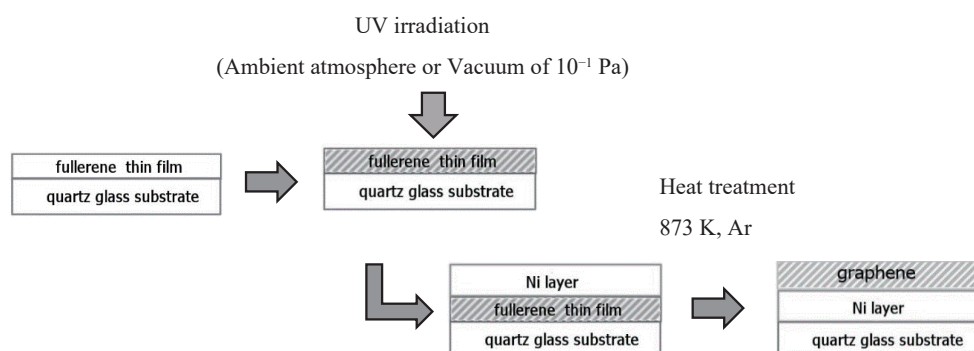 UV irradiation
(Ambient atmosphere or Vacuum of 10⁻¹ Pa)
fullerene thin film
quartz glass substrate
fullerene thin film
quartz glass substrate
Heat treatment
873 K, Ar
Ni layer
fullerene thin film
quartz glass substrate
graphene
Ni layer
quartz glass substrate